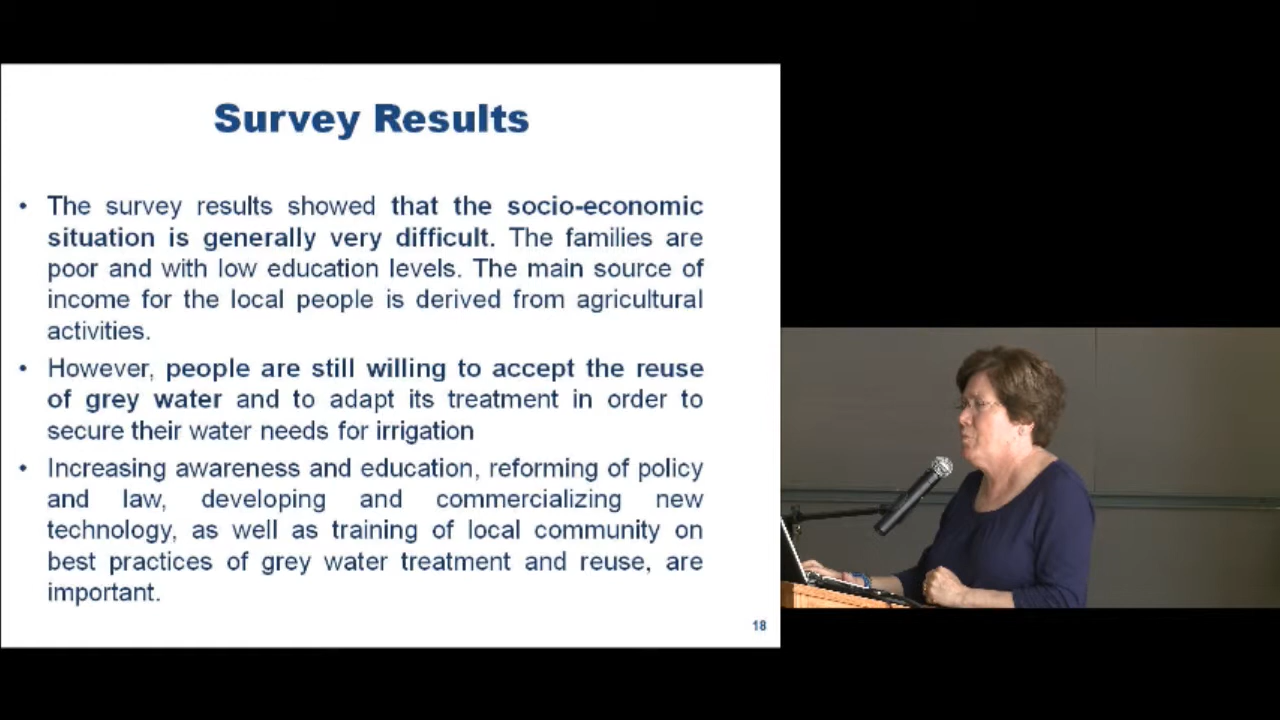 Survey Results
• The survey results showed that the socio-economic
situation is generally very difficult. The families are
poor and with low education levels. The main source of
income for the local people is derived from agricultural
activities.
• However, people are still willing to accept the reuse
of grey water and to adapt its treatment in order to
secure their water needs for irrigation
• Increasing awareness and education, reforming of policy
and law, developing and commercializing new
technology, as well as training of local community on
best practices of grey water treatment and reuse, are
important.
18